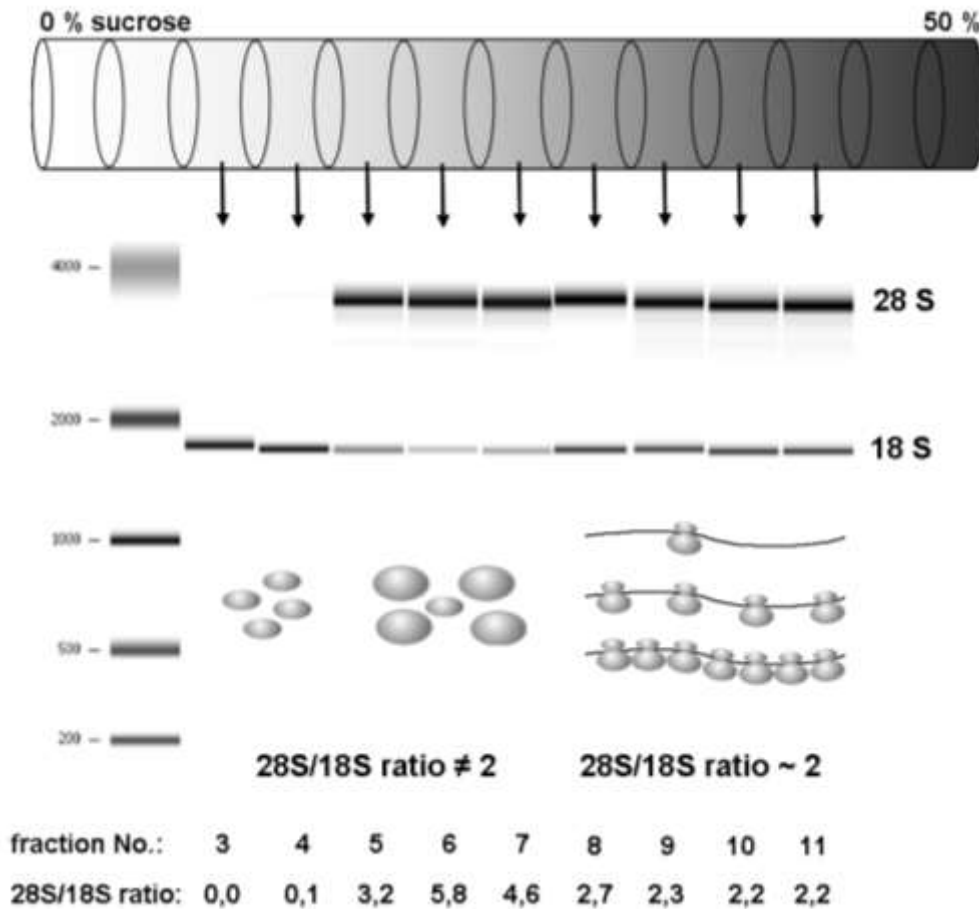 0 % sucrose 50 %
4000 –
28 S
2000 –
18 S
1000 –
500 –
200 –
28S/18S ratio ≠ 2 28S/18S ratio ~ 2
fraction No.: 3 4 5 6 7 8 9 10 11
28S/18S ratio: 0,0 0,1 3,2 5,8 4,6 2,7 2,3 2,2 2,2